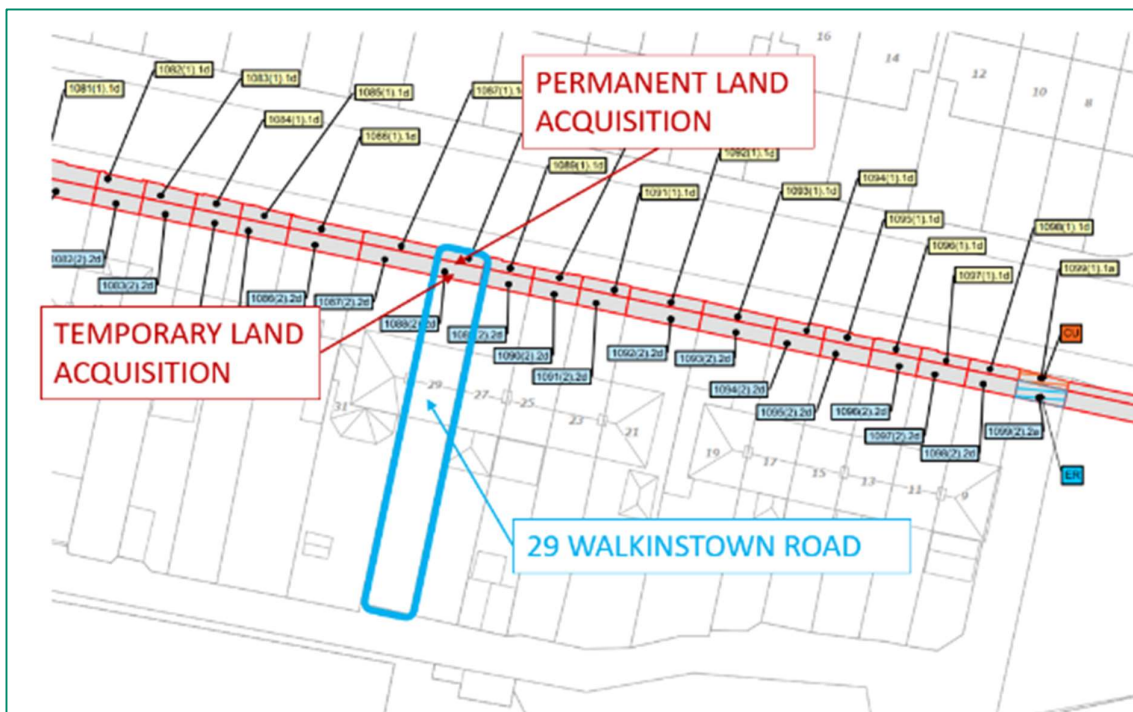 16
14
12
10
8
1081(1).1d
1082(1).1d
1083(1).1d
1084(1).1d
1085(1).1d
1086(1).1d
PERMANENT LAND
ACQUISITION
1089(1).1d
1091(1).1d
1092(1).1d
1093(1).1d
1094(1).1d
1095(1).1d
1096(1).1d
1097(1).1d
1098(1).1d
1099(1).1a
CU
1083(2).2d
1086(2).2d
1087(2).2d
1088(2).2d
1090(2).2d
1091(2).2d
1092(2).2d
1093(2).2d
1094(2).2d
1095(2).2d
1096(2).2d
1097(2).2d
1098(2).2d
1099(2).2a
ER
TEMPORARY LAND
ACQUISITION
31
29
27
25
23
21
19
17
15
13
11
9
29 WALKINSTOWN ROAD